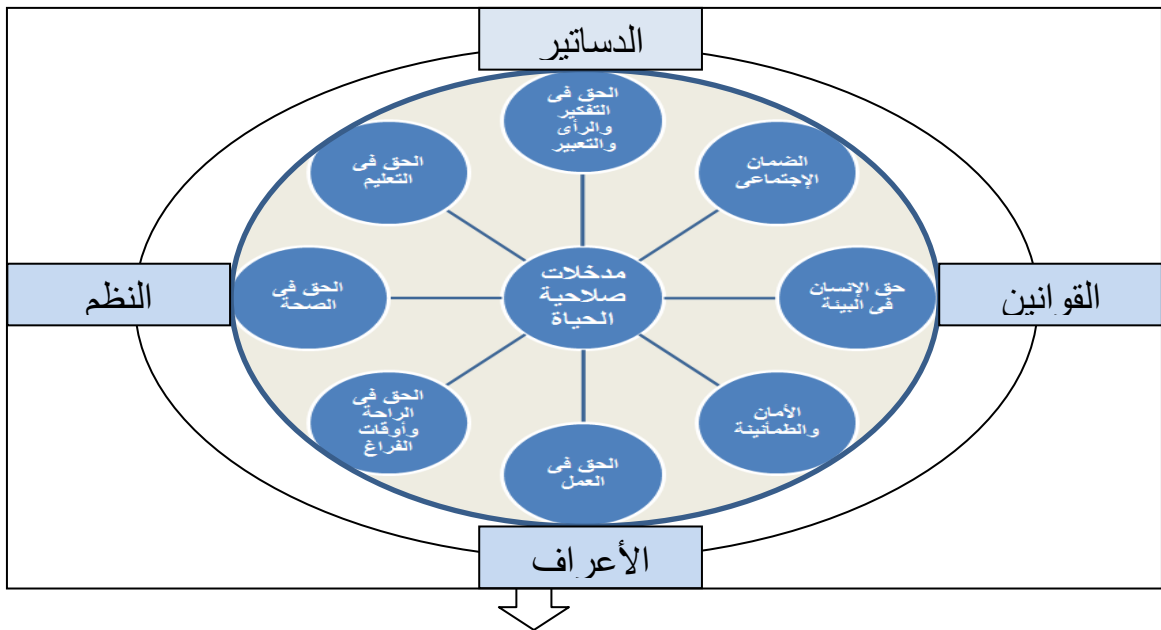 الدساتير
الحق فى
التفكير
والرأى
والتعبير
الضمان
الإجتماعى
الحق فى
التعليم
القوانين
حق الإنسان
فى البيئة
مدخلات
صلاحية
الحياة
الحق فى
الصحة
النظم
الأمان
والطمأنينة
الحق فى
الراحة
وأوقات
الفراغ
الحق فى
العمل
الأعراف